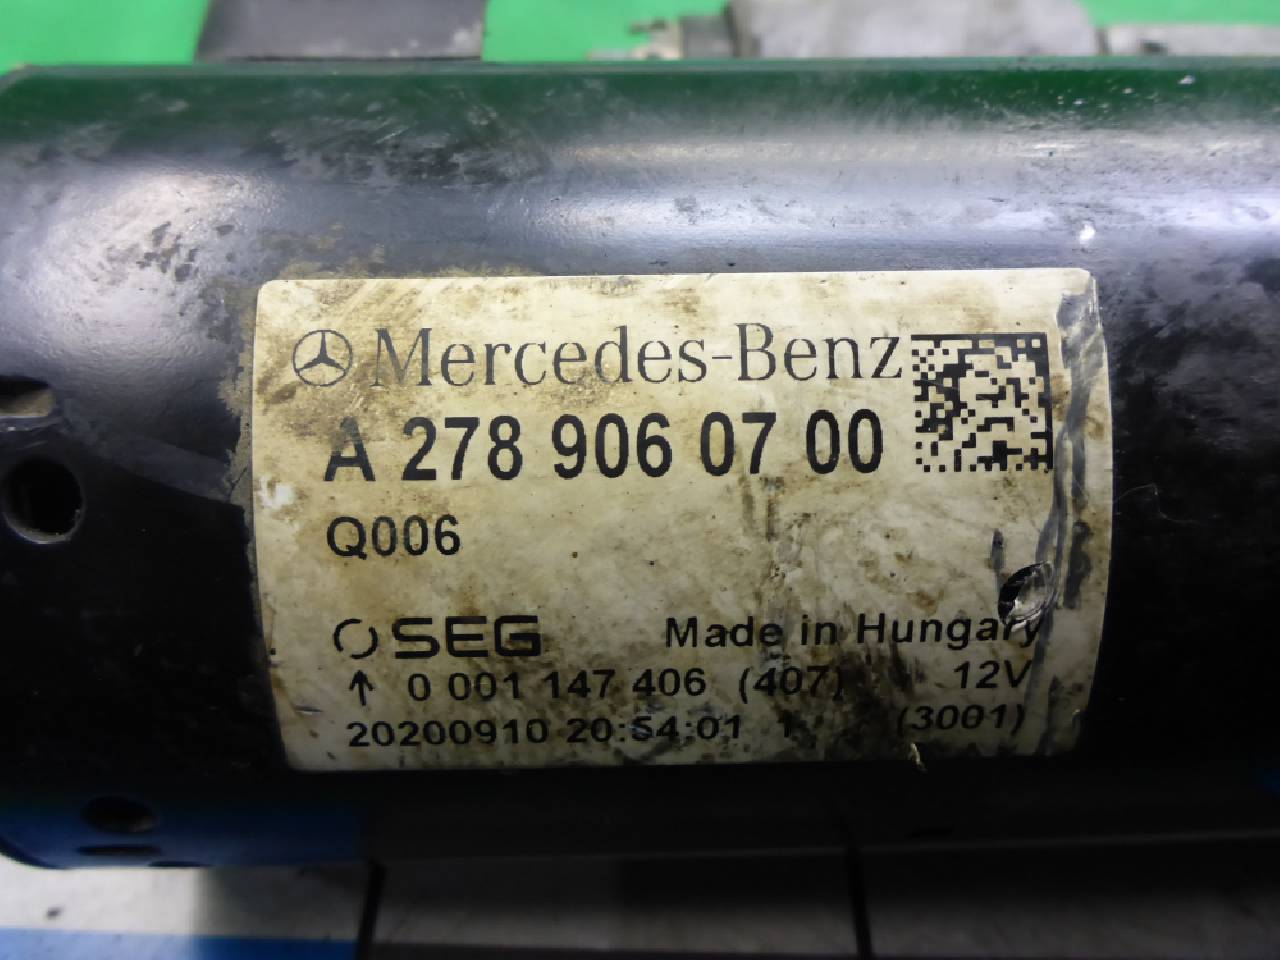 Mercedes-Benz
A 278 906 07 00
Q006
SEG Made in Hungary
↑ 0 001 147 406 (407) 12V
20200910 20:54:01 1 (3001)